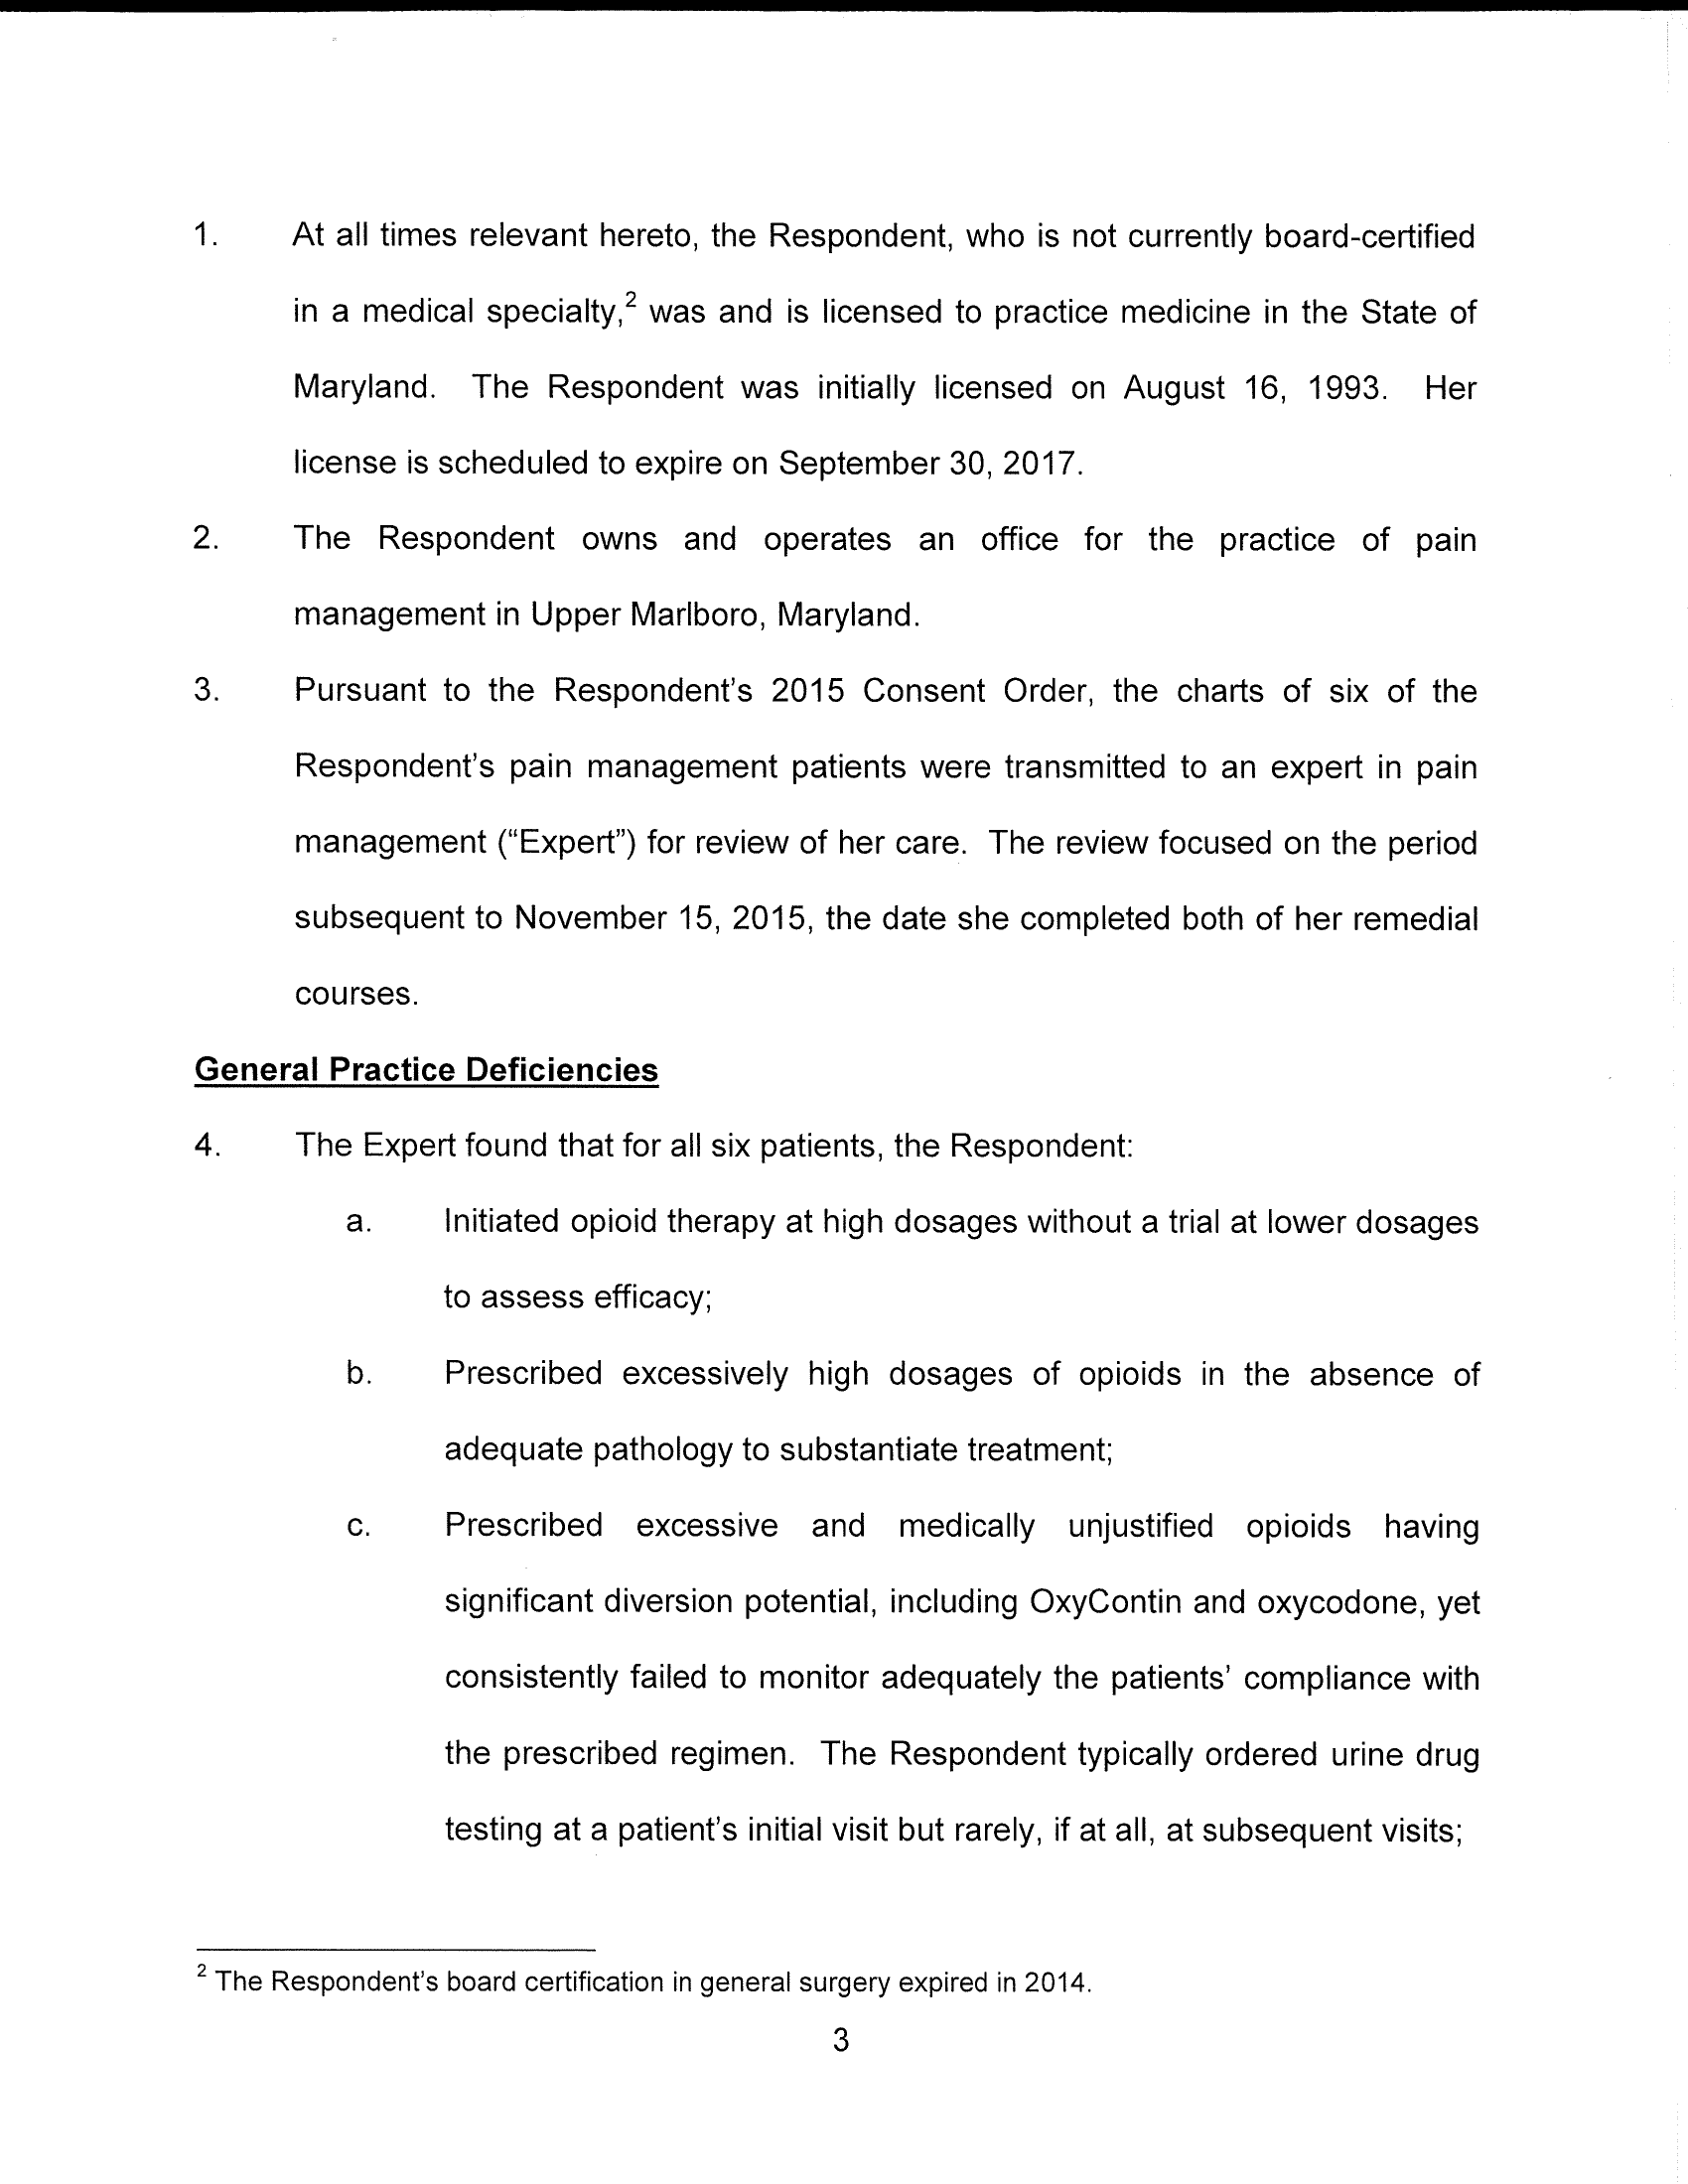 1. At all times relevant hereto, the Respondent, who is not currently board-certified
in a medical specialty,² was and is licensed to practice medicine in the State of
Maryland. The Respondent was initially licensed on August 16, 1993. Her
license is scheduled to expire on September 30, 2017.
2. The Respondent owns and operates an office for the practice of pain
management in Upper Marlboro, Maryland.
3. Pursuant to the Respondent's 2015 Consent Order, the charts of six of the
Respondent's pain management patients were transmitted to an expert in pain
management (“Expert”) for review of her care. The review focused on the period
subsequent to November 15, 2015, the date she completed both of her remedial
courses.
General Practice Deficiencies
4. The Expert found that for all six patients, the Respondent:
a. Initiated opioid therapy at high dosages without a trial at lower dosages
to assess efficacy;
b. Prescribed excessively high dosages of opioids in the absence of
adequate pathology to substantiate treatment;
c. Prescribed excessive and medically unjustified opioids having
significant diversion potential, including OxyContin and oxycodone, yet
consistently failed to monitor adequately the patients' compliance with
the prescribed regimen. The Respondent typically ordered urine drug
testing at a patient's initial visit but rarely, if at all, at subsequent visits;
² The Respondent's board certification in general surgery expired in 2014.
3